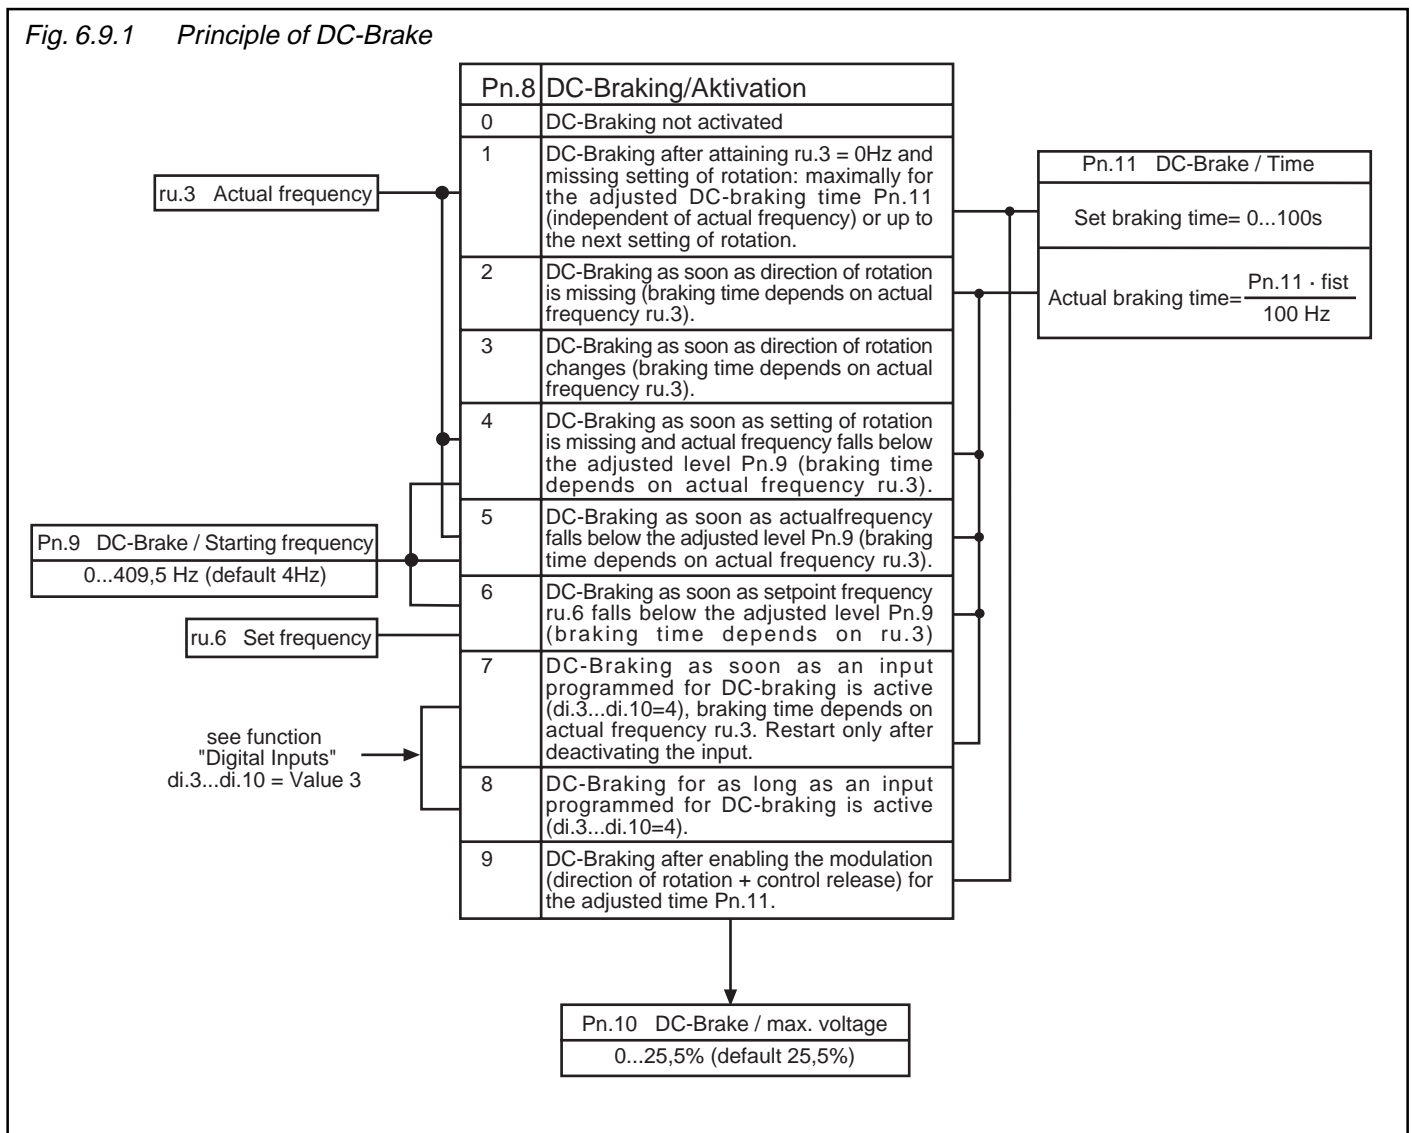 Fig. 6.9.1 Principle of DC-Brake
Pn.8 DC-Braking/Aktivation
0 DC-Braking not activated
1 DC-Braking after attaining ru.3 = 0Hz and
missing setting of rotation: maximally for
the adjusted DC-braking time Pn.11
(independent of actual frequency) or up to
the next setting of rotation.
2 DC-Braking as soon as direction of rotation
is missing (braking time depends on actual
frequency ru.3).
3 DC-Braking as soon as direction of rotation
changes (braking time depends on actual
frequency ru.3).
4 DC-Braking as soon as setting of rotation
is missing and actual frequency falls below
the adjusted level Pn.9 (braking time
depends on actual frequency ru.3).
5 DC-Braking as soon as actualfrequency
falls below the adjusted level Pn.9 (braking
time depends on actual frequency ru.3).
6 DC-Braking as soon as setpoint frequency
ru.6 falls below the adjusted level Pn.9
(braking time depends on ru.3)
7 DC-Braking as soon as an input
programmed for DC-braking is active
(di.3...di.10=4), braking time depends on
actual frequency ru.3. Restart only after
deactivating the input.
8 DC-Braking for as long as an input
programmed for DC-braking is active
(di.3...di.10=4).
9 DC-Braking after enabling the modulation
(direction of rotation + control release) for
the adjusted time Pn.11.
ru.3 Actual frequency
Pn.9 DC-Brake / Starting frequency
0...409,5 Hz (default 4Hz)
ru.6 Set frequency
see function
"Digital Inputs"
di.3...di.10 = Value 3
Pn.11 DC-Brake / Time
Set braking time= 0...100s
Actual braking time= Pn.11 · fist
100 Hz
Pn.10 DC-Brake / max. voltage
0...25,5% (default 25,5%)